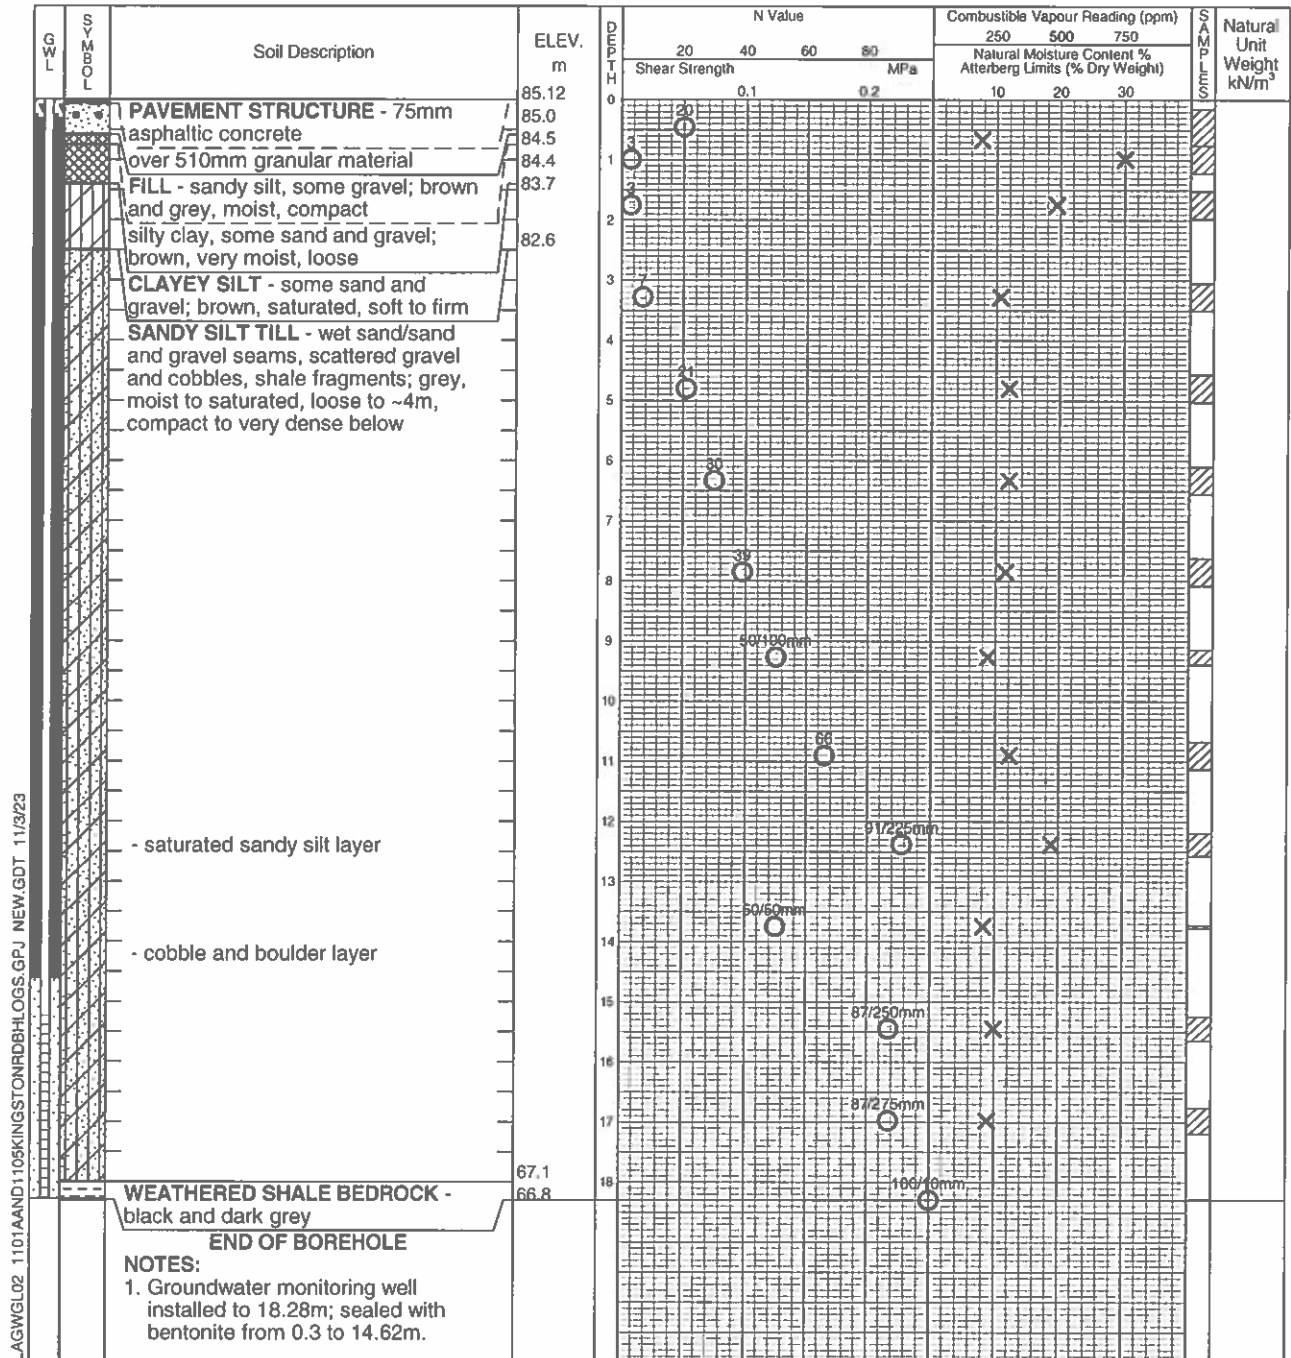 GWL
SYMBOL
Soil Description
ELEV.
m
DEPTH
N Value
20 40 60 80
Shear Strength MPa
0.1 0.2
Combustible Vapour Reading (ppm)
250 500 750
Natural Moisture Content %
Atterberg Limits (% Dry Weight)
10 20 30
SAMPLES
Natural
Unit
Weight
kN/m³
85.12
85.0
84.5
84.4
83.7
82.6
67.1
66.8
PAVEMENT STRUCTURE - 75mm
asphaltic concrete
over 510mm granular material
FILL - sandy silt, some gravel; brown
and grey, moist, compact
silty clay, some sand and gravel;
brown, very moist, loose
CLAYEY SILT - some sand and
gravel; brown, saturated, soft to firm
SANDY SILT TILL - wet sand/sand
and gravel seams, scattered gravel
and cobbles, shale fragments; grey,
moist to saturated, loose to ~4m,
compact to very dense below
- saturated sandy silt layer
- cobble and boulder layer
WEATHERED SHALE BEDROCK -
black and dark grey
END OF BOREHOLE
NOTES:
1. Groundwater monitoring well
installed to 18.28m; sealed with
bentonite from 0.3 to 14.62m.
0
1
2
3
4
5
6
7
8
9
10
11
12
13
14
15
16
17
18
20
3
3
7
21
30
39
50/100mm
66
91/225mm
50/50mm
87/250mm
87/275mm
100/10mm
_AGWGL02 1101AAND1105KINGSTONRDBHLOGS.GPJ NEW.GDT 11/3/23